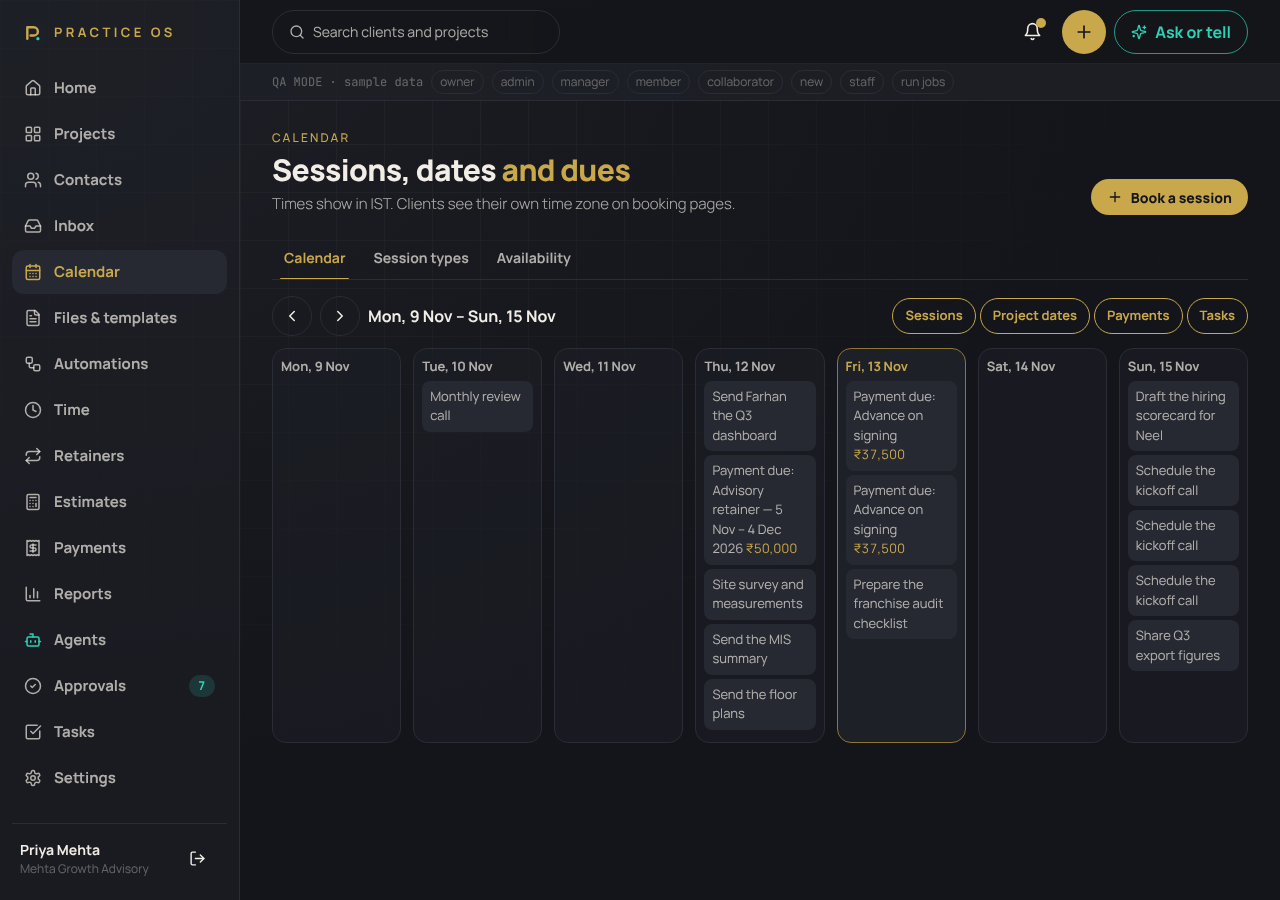 PRACTICE OS
Home
Projects
Contacts
Inbox
Calendar
Files & templates
Automations
Time
Retainers
Estimates
Payments
Reports
Agents
Approvals 7
Tasks
Settings
Priya Mehta
Mehta Growth Advisory
Search clients and projects
Ask or tell
QA MODE · sample data owner admin manager member collaborator new staff run jobs
CALENDAR
Sessions, dates and dues
Times show in IST. Clients see their own time zone on booking pages.
Book a session
Calendar Session types Availability
Mon, 9 Nov – Sun, 15 Nov
Sessions Project dates Payments Tasks
Mon, 9 Nov
Tue, 10 Nov
Monthly review
call
Wed, 11 Nov
Thu, 12 Nov
Send Farhan
the Q3
dashboard
Payment due:
Advisory
retainer — 5
Nov – 4 Dec
2026 ₹50,000
Site survey and
measurements
Send the MIS
summary
Send the floor
plans
Fri, 13 Nov
Payment due:
Advance on
signing
₹37,500
Payment due:
Advance on
signing
₹37,500
Prepare the
franchise audit
checklist
Sat, 14 Nov
Sun, 15 Nov
Draft the hiring
scorecard for
Neel
Schedule the
kickoff call
Schedule the
kickoff call
Schedule the
kickoff call
Share Q3
export figures